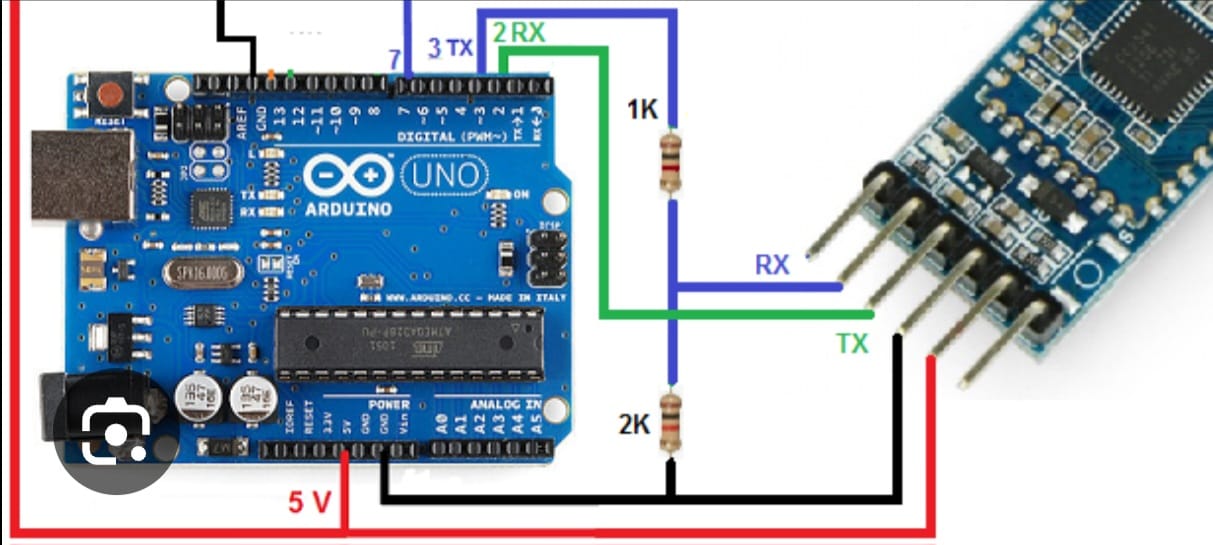 7
3 TX
2 RX
1K
RESET
AREF
GND
13
12
~11
~10
~9
8
7
~6
~5
4
~3
2
TX→1
RX←0
DIGITAL (PWM~)
UNO
ON
TX
RX
ARDUINO
ICSP
RX
SPK16.000G
WWW.ARDUINO.CC - MADE IN ITALY
TX
ATMEGA328P-PU
1051
2K
IOREF
RESET
3.3V
5V
GND
GND
Vin
POWER
ANALOG IN
A0
A1
A2
A3
A4
A5
5 V